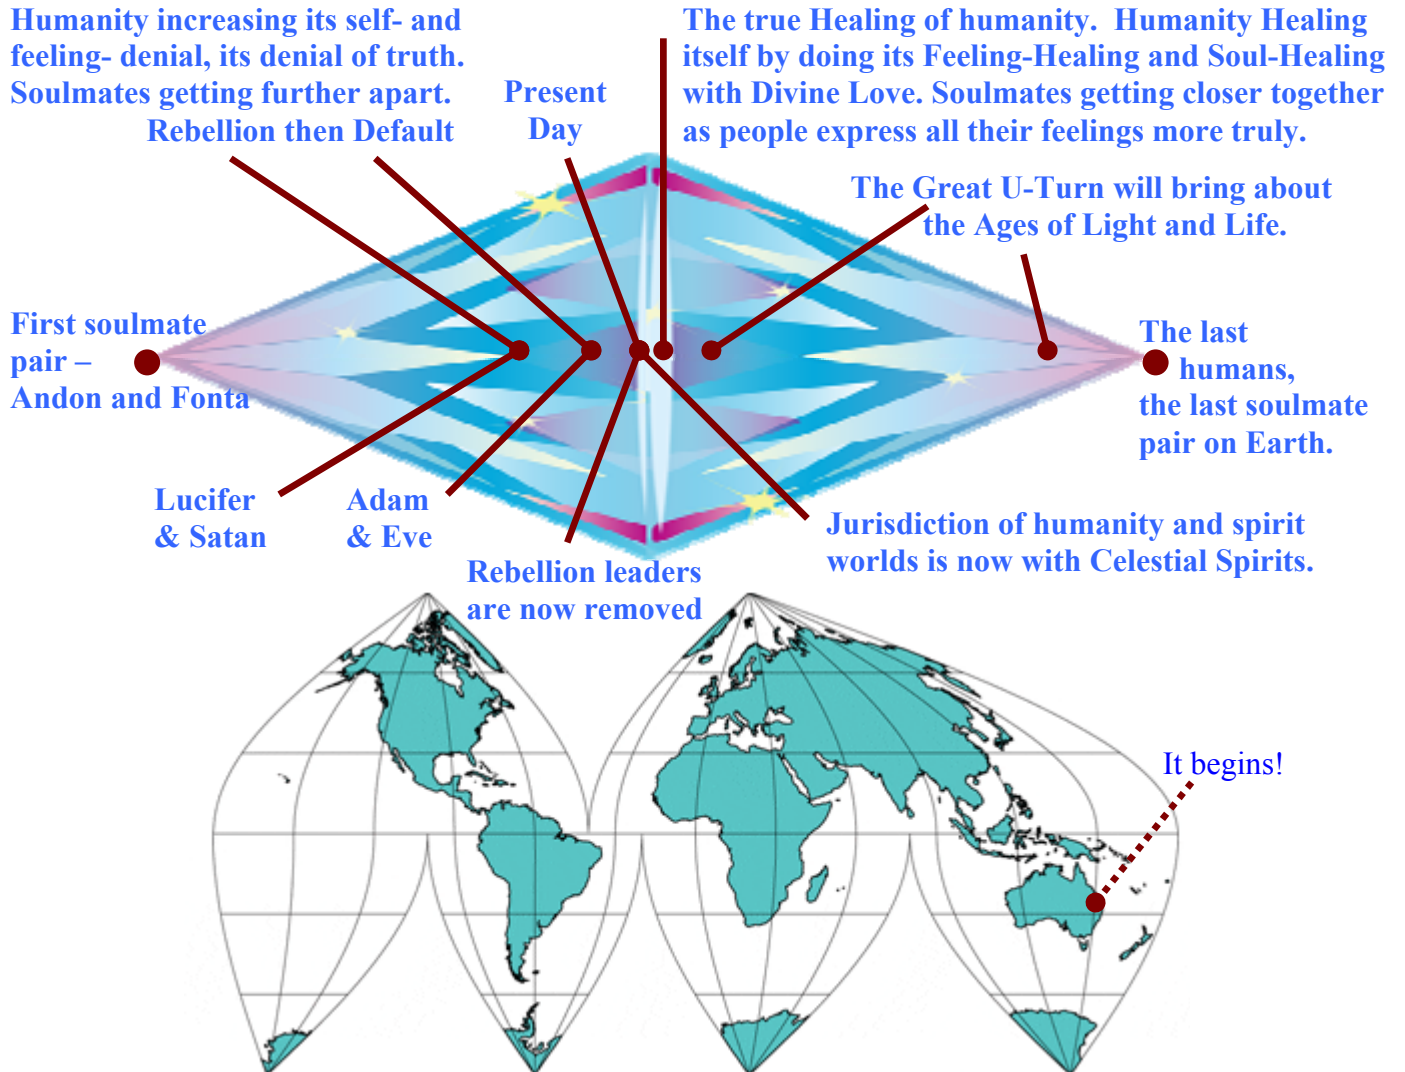 Humanity increasing its self- and
feeling- denial, its denial of truth.
Soulmates getting further apart.
Rebellion then Default
Present
Day
The true Healing of humanity.  Humanity Healing
itself by doing its Feeling-Healing and Soul-Healing
with Divine Love. Soulmates getting closer together
as people express all their feelings more truly.
The Great U-Turn will bring about
the Ages of Light and Life.
First soulmate
pair –
Andon and Fonta
The last
humans,
the last soulmate
pair on Earth.
Lucifer
& Satan
Adam
& Eve
Rebellion leaders
are now removed
Jurisdiction of humanity and spirit
worlds is now with Celestial Spirits.
It begins!